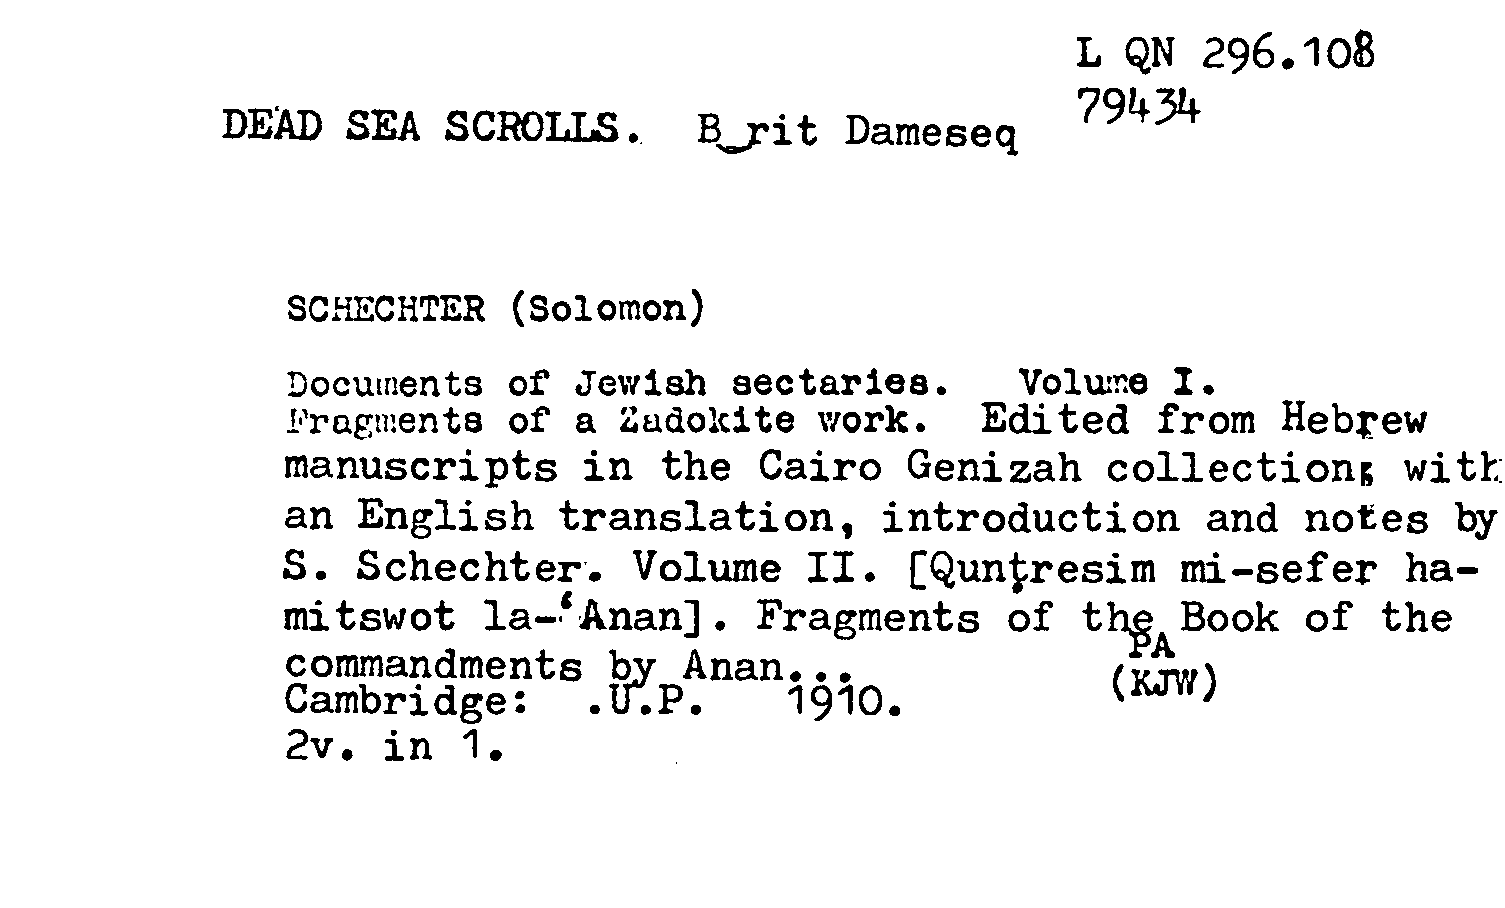 L QN 296.108
79434
DEAD SEA SCROLLS. B‿rit Dameseq
SCHECHTER (Solomon)
Documents of Jewish sectaries. Volume I.
Fragments of a Zadokite work. Edited from Hebrew
manuscripts in the Cairo Genizah collection; with
an English translation, introduction and notes by
S. Schechter. Volume II. [Qunṭresim mi-sefer ha-
mitswot la-‘Anan]. Fragments of the Book of the
commandments by Anan...
PA
(KJW)
Cambridge: .U.P. 1910.
2v. in 1.